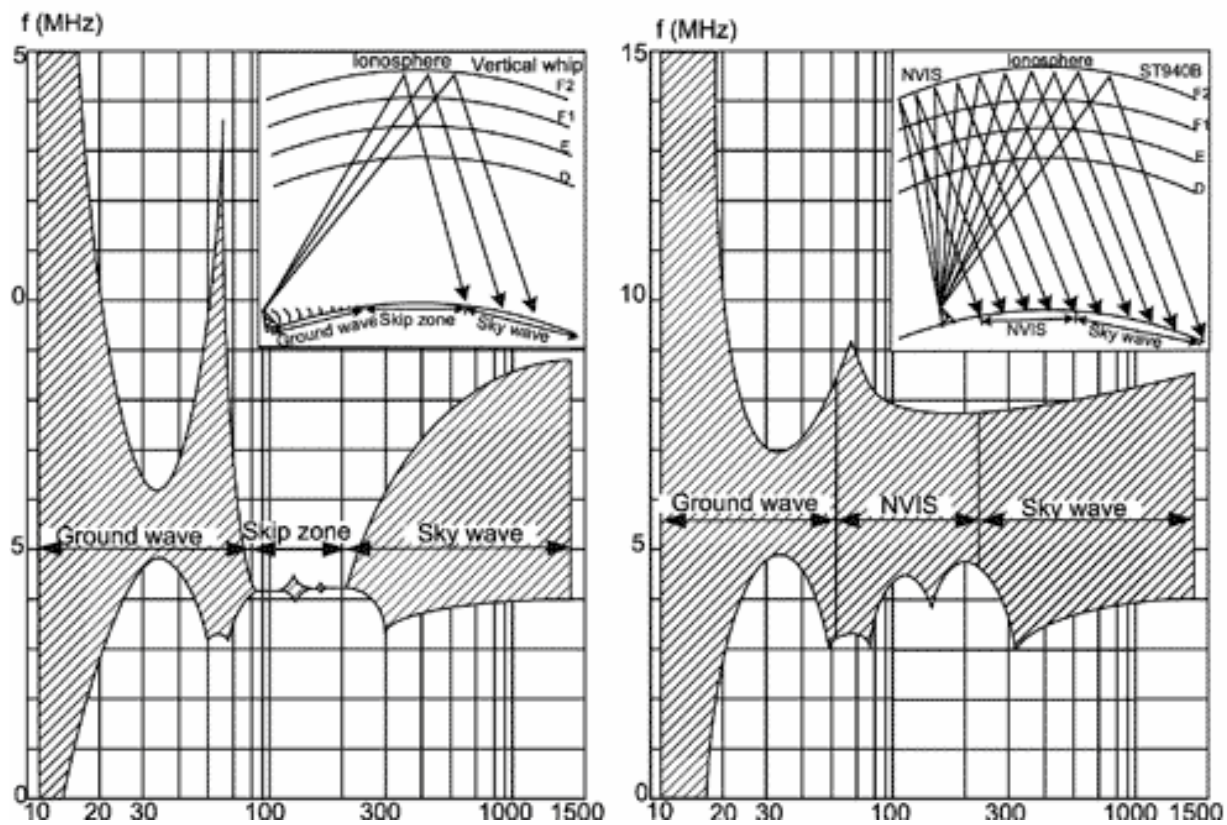 f (MHz)
5
0
5
0
10 20 30 100 300 1000 1500
Ionosphere
Vertical whip
F2
F1
E
D
Ground wave Skip zone Sky wave
Ground wave Skip zone Sky wave
f (MHz)
15
10
5
0
10 20 30 100 300 1000 1500
Ionosphere
NVIS
ST940B
F2
F1
E
D
NVIS Sky wave
Ground wave NVIS Sky wave